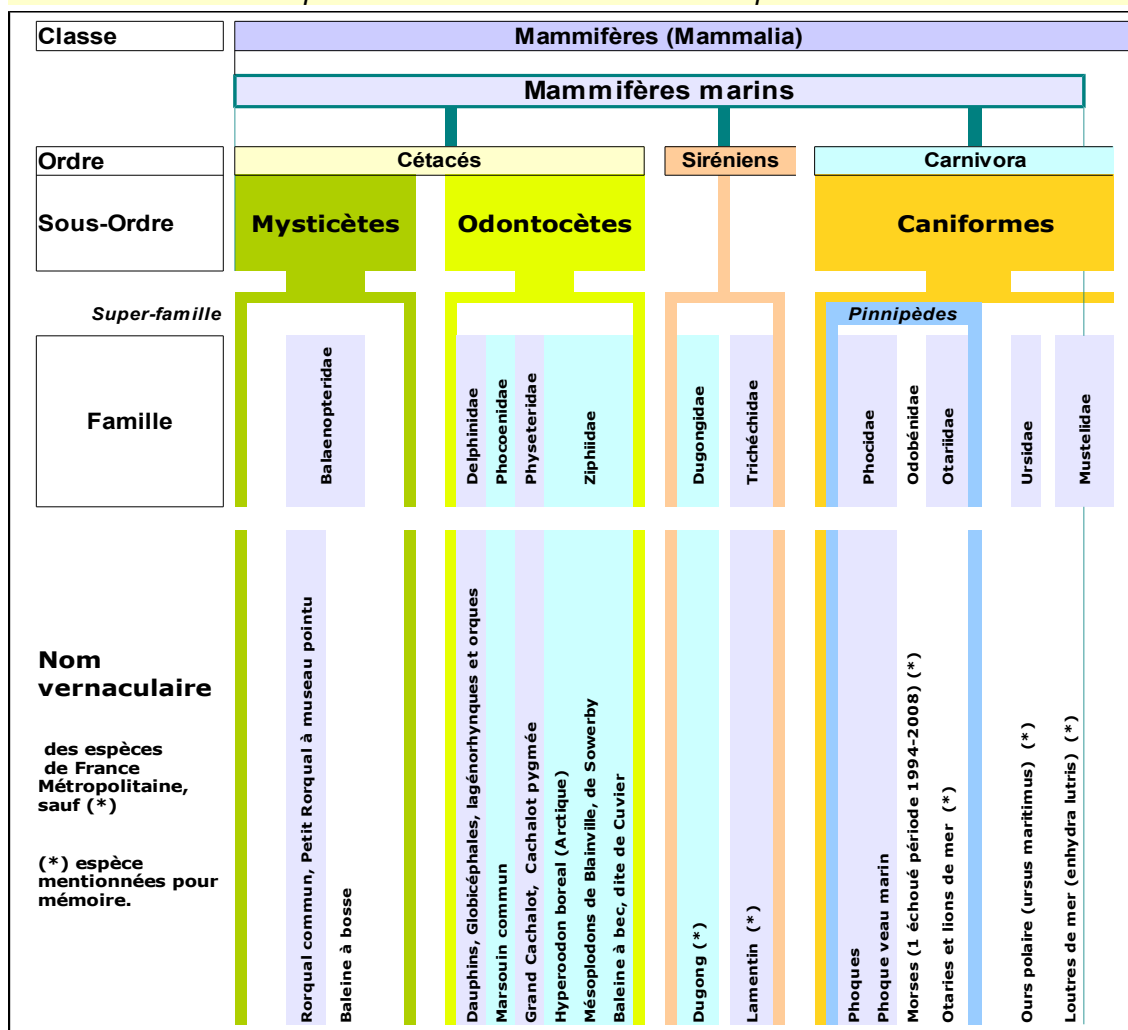 Classe
Mammifères (Mammalia)
Mammifères marins
Ordre
Cétacés
Siréniens
Carnivora
Sous-Ordre
Mysticètes
Odontocètes
Caniformes
Super-famille
Pinnipèdes
Famille
Balaenopteridae
Delphinidae
Phocoenidae
Physeteridae
Ziphiidae
Dugongidae
Trichéchidae
Phocidae
Odobénidae
Otariidae
Ursidae
Mustelidae
Nom
vernaculaire
des espèces
de France
Métropolitaine,
sauf (*)
(*) espèce
mentionnées pour
mémoire.
Rorqual commun, Petit Rorqual à museau pointu
Baleine à bosse
Dauphins, Globicéphales, lagénorhynques et orques
Marsouin commun
Grand Cachalot, Cachalot pygmée
Hyperoodon boreal (Arctique)
Mésoplodons de Blainville, de Sowerby
Baleine à bec, dite de Cuvier
Dugong (*)
Lamentin (*)
Phoques
Phoque veau marin
Morses (1 échoué période 1994-2008) (*)
Otaries et lions de mer (*)
Ours polaire (ursus maritimus) (*)
Loutres de mer (enhydra lutris) (*)